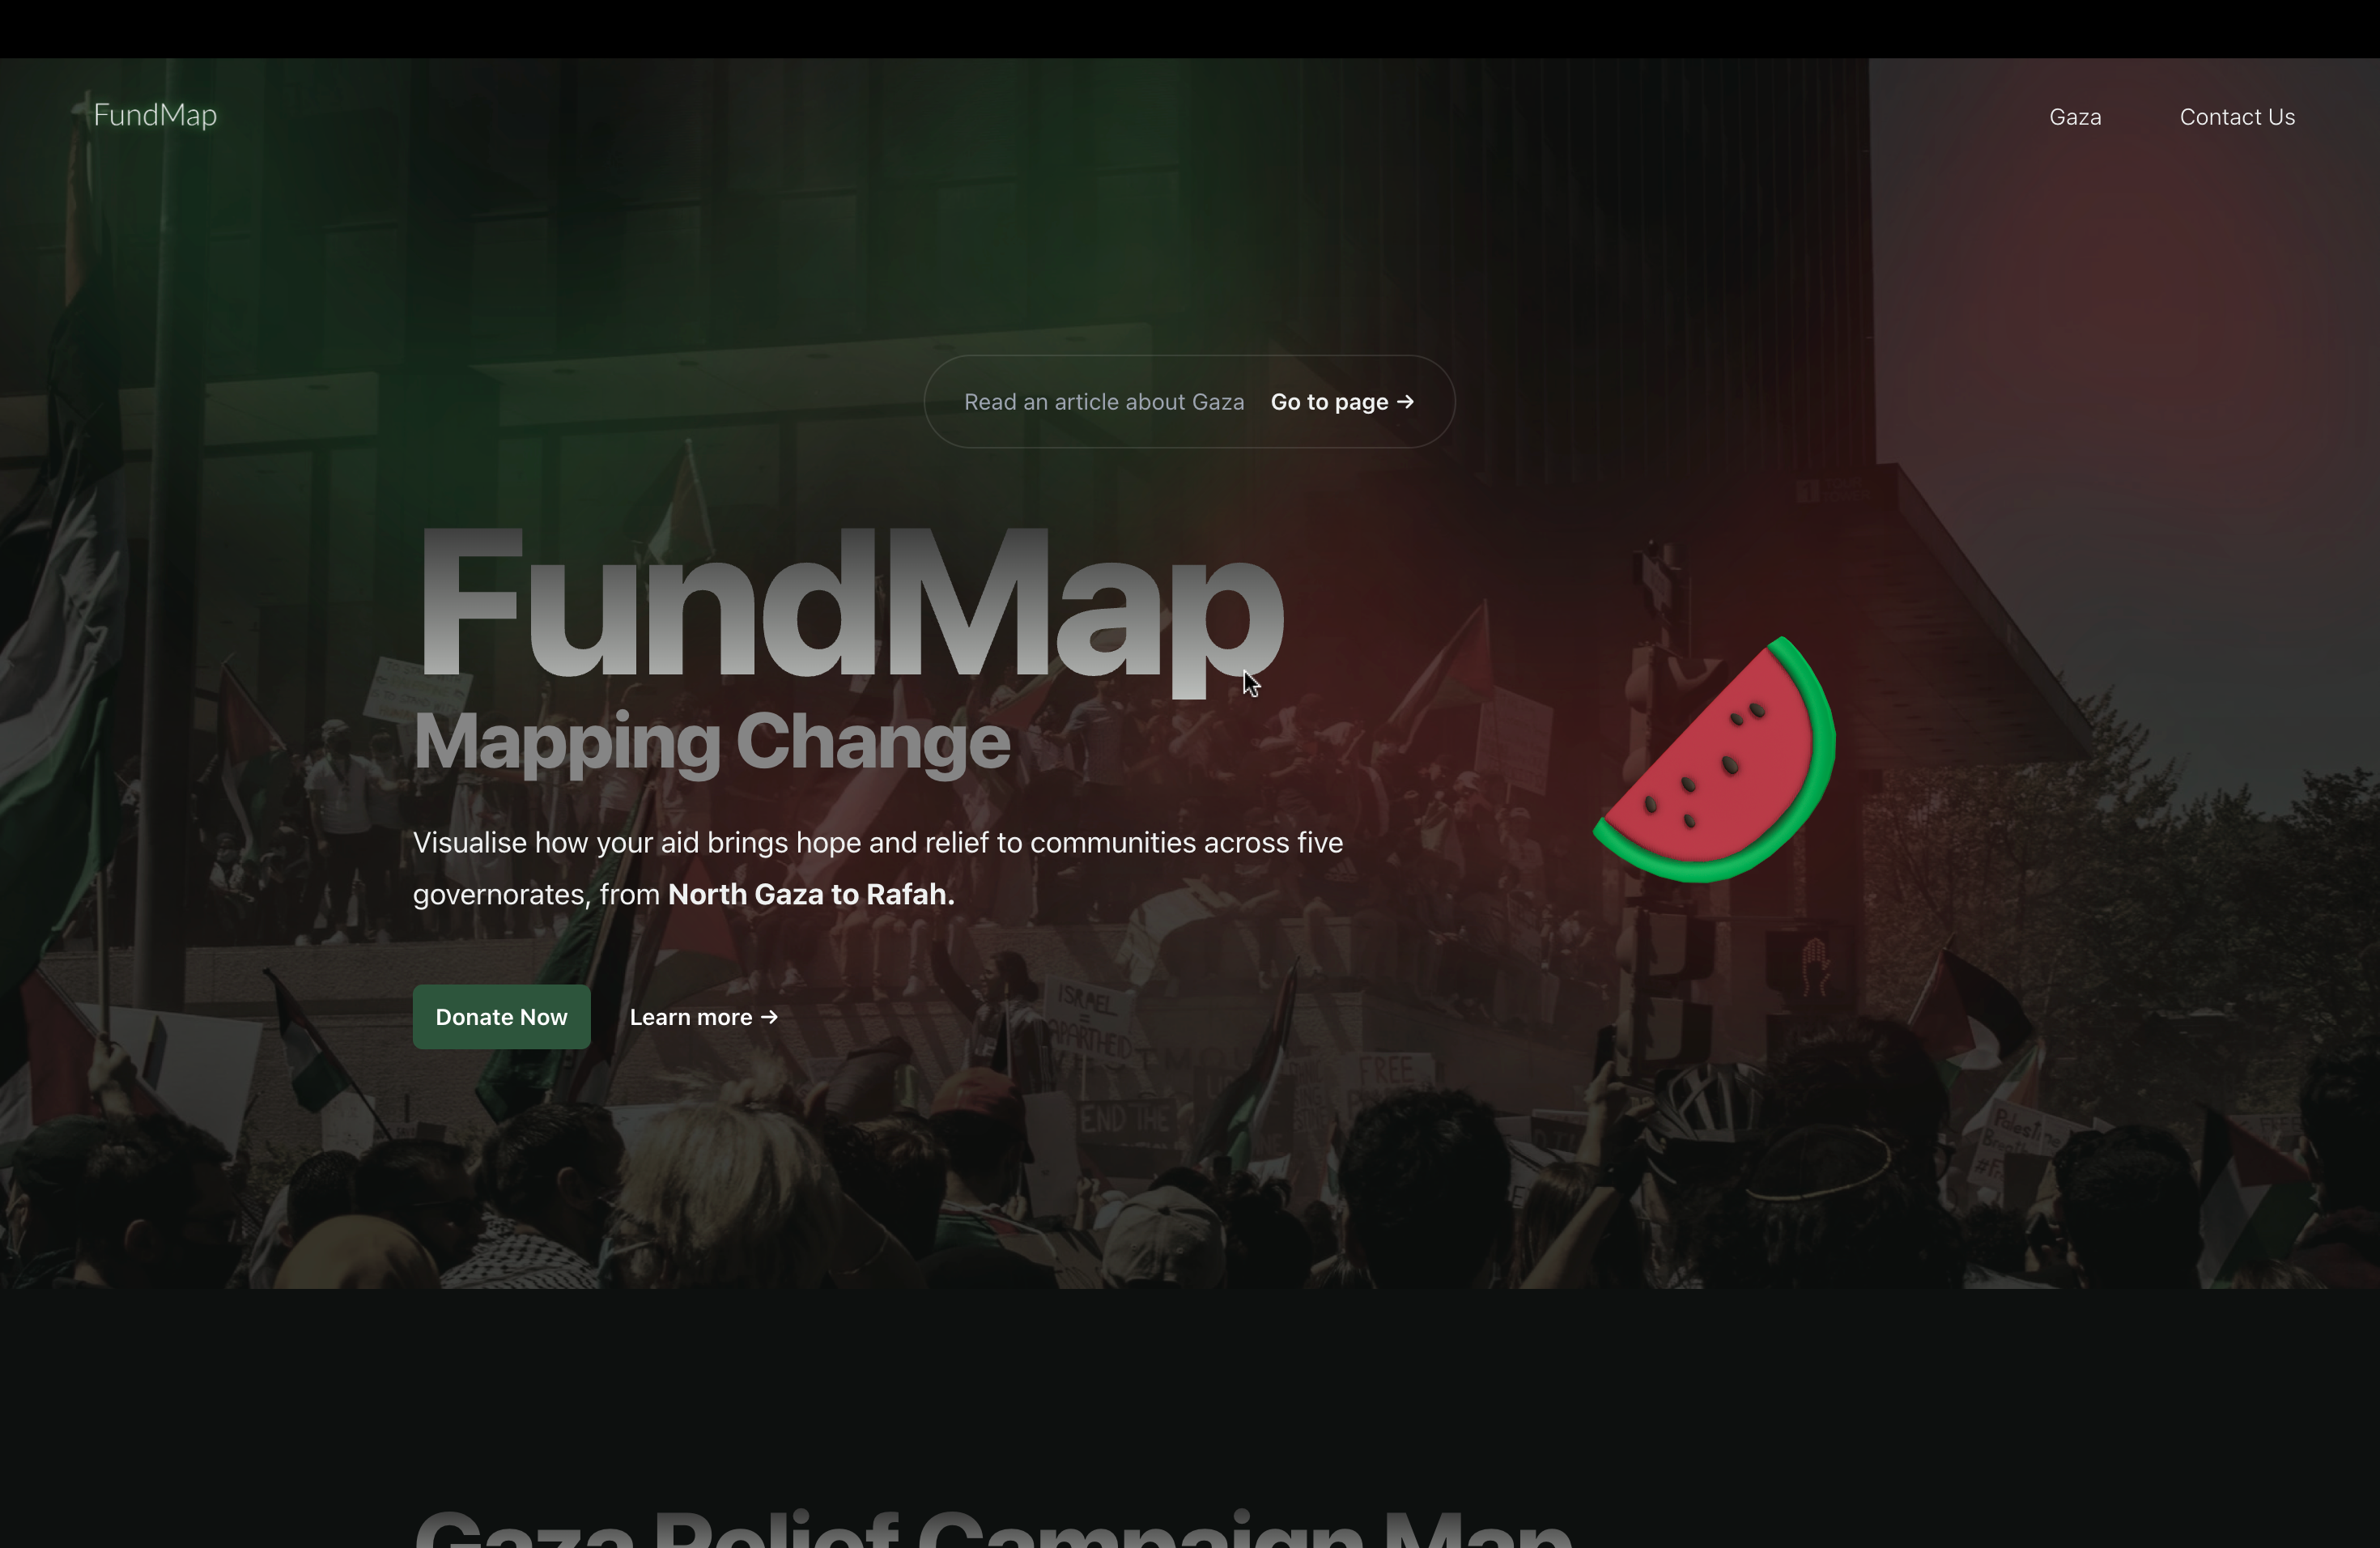 FundMap
Gaza
Contact Us
Read an article about Gaza Go to page →
FundMap
Mapping Change
Visualise how your aid brings hope and relief to communities across five
governorates, from North Gaza to Rafah.
Donate Now
Learn more →
ISRAEL
=
APARTHEID
FREE
END THE
Palestine
Gaza Relief Campaign Map